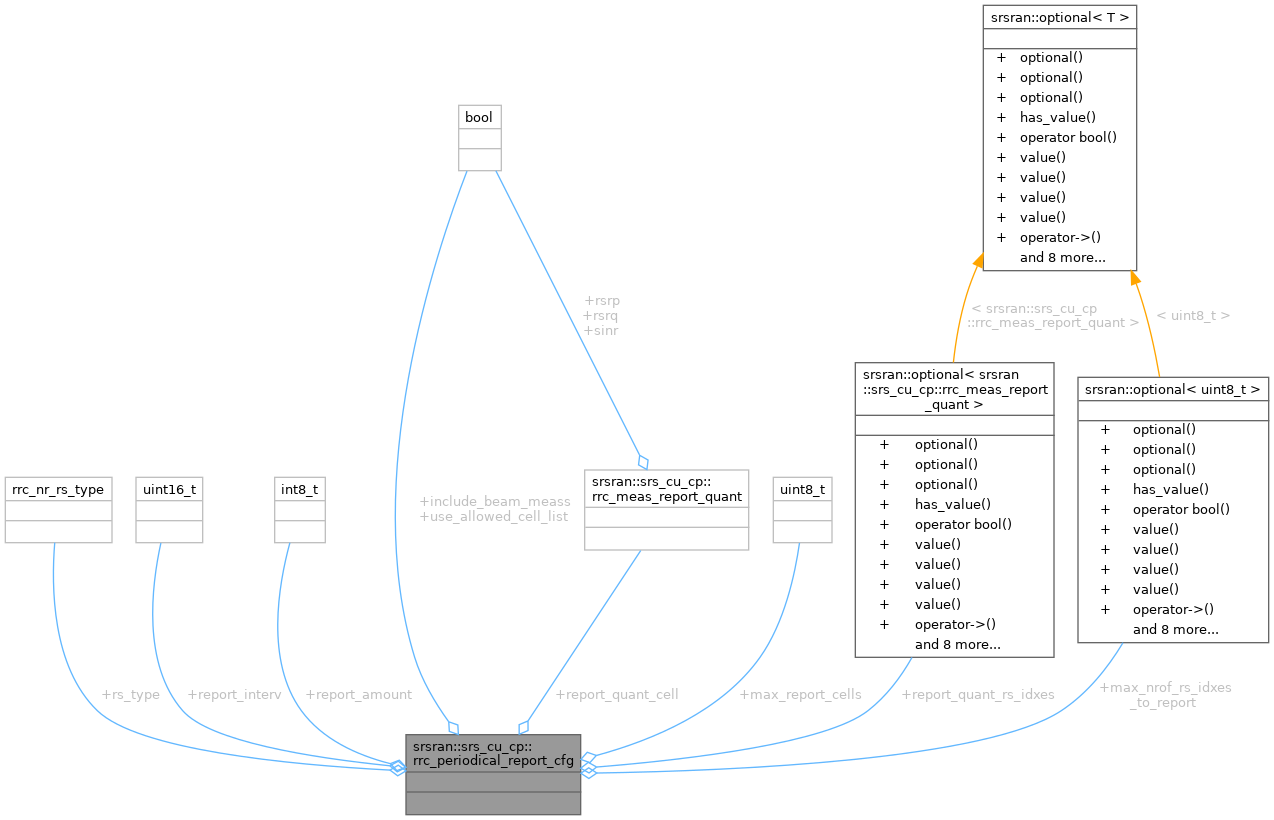 srsran::optional< T >
+ optional()
+ optional()
+ optional()
+ has_value()
+ operator bool()
+ value()
+ value()
+ value()
+ value()
+ operator->()
and 8 more...
bool
+rsrp
+rsrq
+sinr
< srsran::srs_cu_cp
::rrc_meas_report_quant >
< uint8_t >
srsran::optional< srsran
::srs_cu_cp::rrc_meas_report
_quant >
+ optional()
+ optional()
+ optional()
+ has_value()
+ operator bool()
+ value()
+ value()
+ value()
+ value()
+ operator->()
and 8 more...
srsran::optional< uint8_t >
+ optional()
+ optional()
+ optional()
+ has_value()
+ operator bool()
+ value()
+ value()
+ value()
+ value()
+ operator->()
and 8 more...
rrc_nr_rs_type
uint16_t
int8_t
+include_beam_meass
+use_allowed_cell_list
srsran::srs_cu_cp::
rrc_meas_report_quant
uint8_t
+rs_type
+report_interv
+report_amount
+report_quant_cell
+max_report_cells
+report_quant_rs_idxes
+max_nrof_rs_idxes
_to_report
srsran::srs_cu_cp::
rrc_periodical_report_cfg